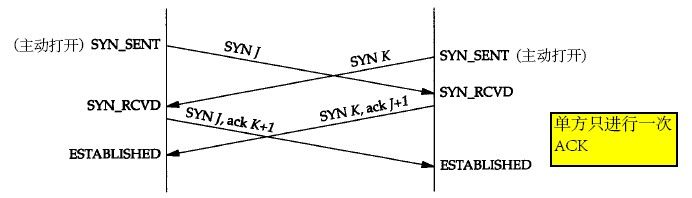 (主动打开) SYN_SENT
SYN J
SYN K
SYN_SENT (主动打开)
SYN_RCVD
SYN_RCVD
SYN J, ack K+1
SYN K, ack J+1
ESTABLISHED
ESTABLISHED
单方只进行一次
ACK